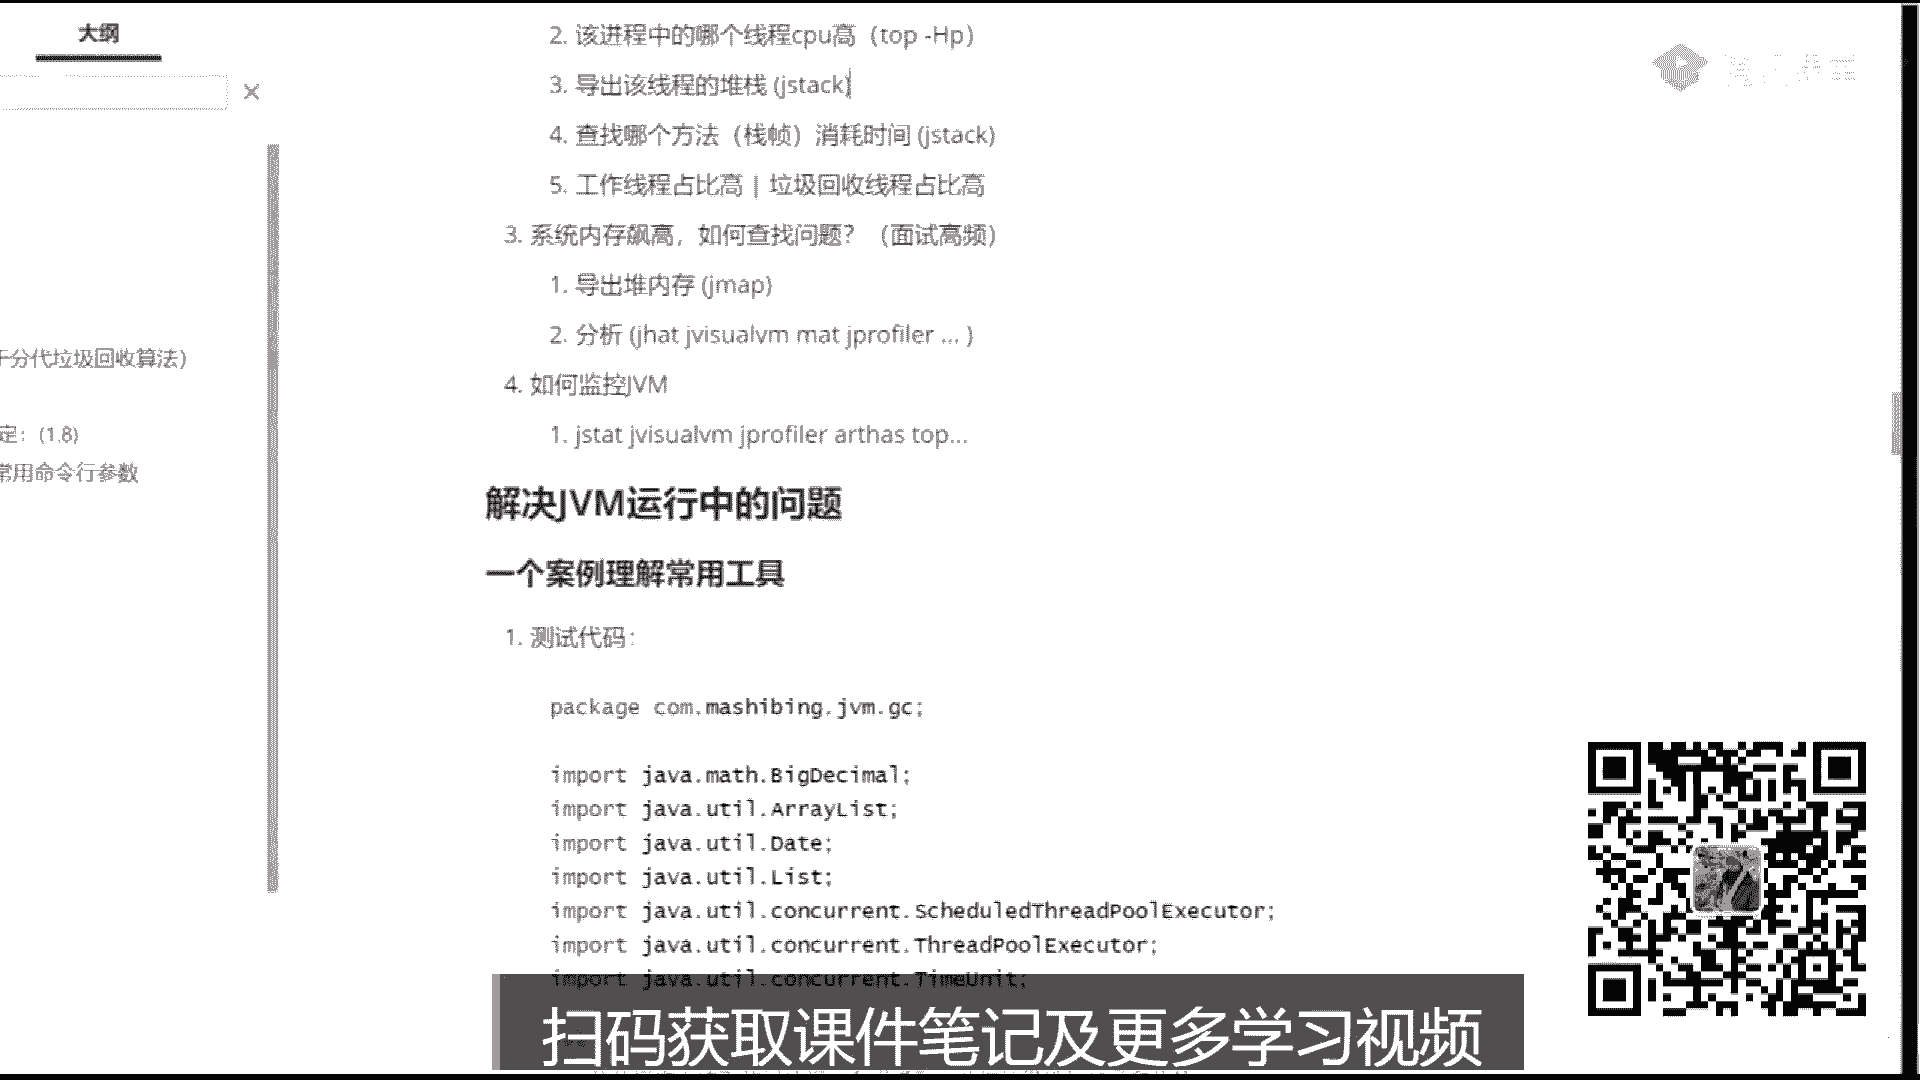 大纲
2. 该进程中的哪个线程cpu高（top -Hp）
3. 导出该线程的堆栈 (jstack)
4. 查找哪个方法（栈帧）消耗时间 (jstack)
5. 工作线程占比高 | 垃圾回收线程占比高
3. 系统内存飙高，如何查找问题？（面试高频）
1. 导出堆内存 (jmap)
2. 分析 (jhat jvisualvm mat jprofiler ... )
分代垃圾回收算法）
4. 如何监控JVM
定：(1.8)
1. jstat jvisualvm jprofiler arthas top...
常用命令行参数
解决JVM运行中的问题
一个案例理解常用工具
1. 测试代码：
package com.mashibing.jvm.gc;
import java.math.BigDecimal;
import java.util.ArrayList;
import java.util.Date;
import java.util.List;
import java.util.concurrent.ScheduledThreadPoolExecutor;
import java.util.concurrent.ThreadPoolExecutor;
import java.util.concurrent.TimeUnit;
扫码获取课件笔记及更多学习视频